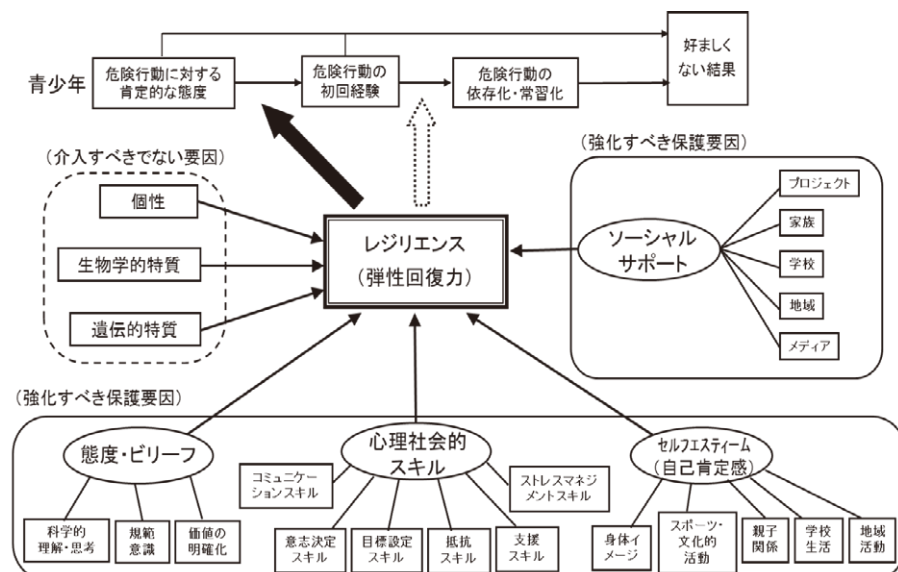 青少年
危険行動に対する
肯定的な態度
危険行動の
初回経験
危険行動の
依存化・常習化
好ましく
ない結果
(介入すべきでない要因)
個性
生物学的特質
遺伝的特質
レジリエンス
(弾性回復力)
(強化すべき保護要因)
ソーシャル
サポート
プロジェクト
家族
学校
地域
メディア
(強化すべき保護要因)
態度・ビリーフ
科学的
理解・思考
規範
意識
価値の
明確化
心理社会的
スキル
コミュニケー
ションスキル
意志決定
スキル
目標設定
スキル
抵抗
スキル
支援
スキル
ストレスマネジ
メントスキル
セルフエスティーム
(自己肯定感)
身体イ
メージ
スポーツ・
文化的
活動
親子
関係
学校
生活
地域
活動